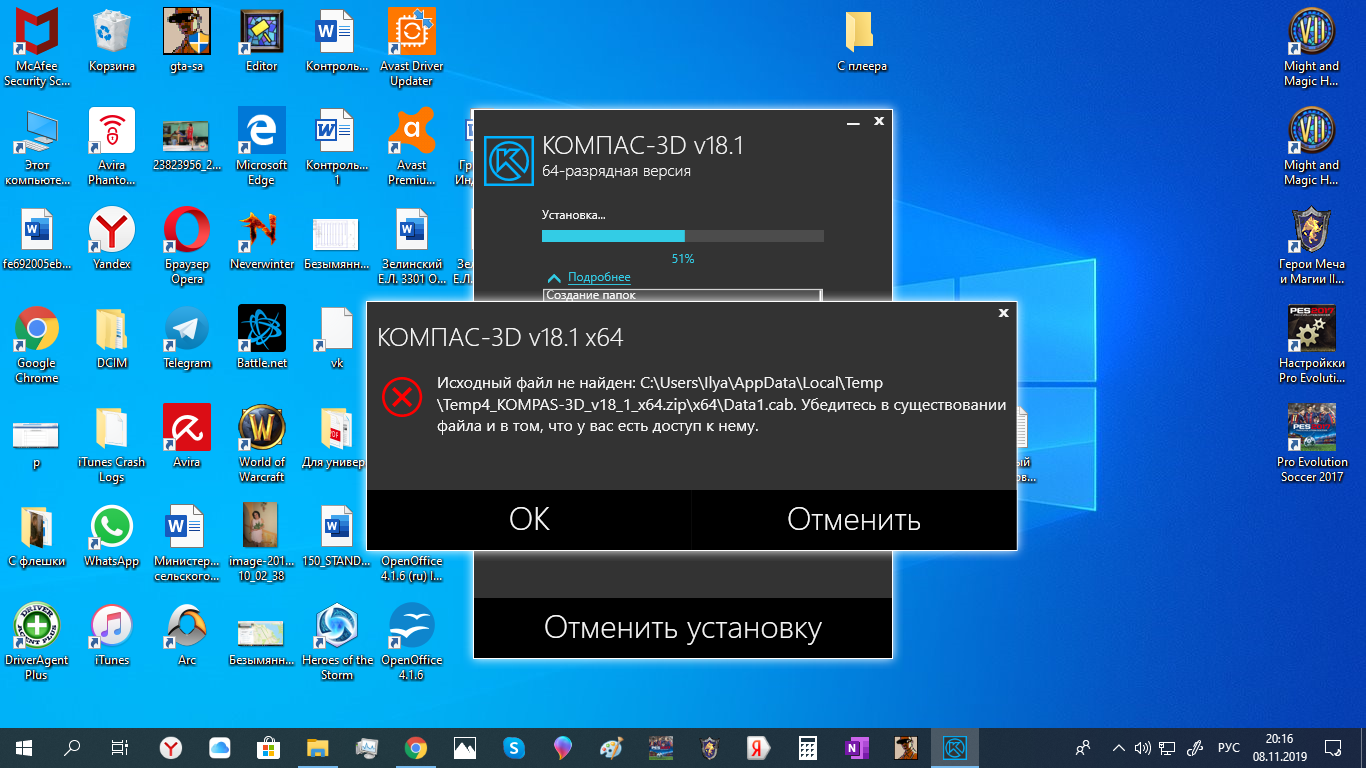 McAfee
Security Sc...
Корзина
gta-sa
Editor
Контроль...
Avast Driver
Updater
С плеера
Might and
Magic H...
Этот
компьюте...
Avira
Phanto...
23823956_2...
Microsoft
Edge
Контроль...
1
Avast
Premiu...
Might and
Magic H...
fe692005eb...
Yandex
Браузер
Opera
Neverwinter
Безымянн...
Зелинский
Е.Л. 3301 О...
Герои Меча
и Магии II...
Google
Chrome
DCIM
Telegram
Battle.net
vk
PES2017
Настройкки
Pro Evoluti...
p
iTunes Crash
Logs
Avira
World of
Warcraft
Для универ
Pro Evolution
Soccer 2017
С флешки
WhatsApp
Министер...
сельского...
image-201...
10_02_38
150_STAND...
OpenOffice
4.1.6 (ru) I...
DriverAgent
Plus
iTunes
Arc
Безымянн...
Heroes of the
Storm
OpenOffice
4.1.6
КОМПАС-3D v18.1
64-разрядная версия
Установка...
51%
Подробнее
Создание папок
КОМПАС-3D v18.1 x64
Исходный файл не найден: C:\Users\Ilya\AppData\Local\Temp
\Temp4_KOMPAS-3D_v18_1_x64.zip\x64\Data1.cab. Убедитесь в существовании
файла и в том, что у вас есть доступ к нему.
ОК
Отменить
Отменить установку
РУС
20:16
08.11.2019